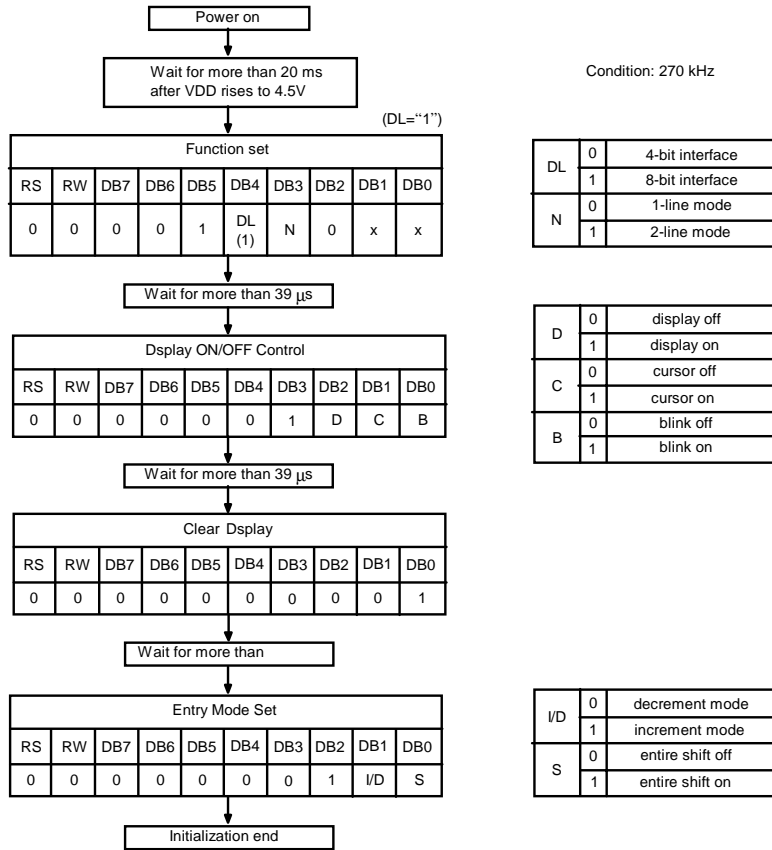 Power on
Wait for more than 20 ms
after VDD rises to 4.5V
Condition: 270 kHz
(DL=“1”)
Function set
RS RW DB7 DB6 DB5 DB4 DB3 DB2 DB1 DB0
0 0 0 0 1 DL (1) N 0 x x
DL 0 4-bit interface
1 8-bit interface
N 0 1-line mode
1 2-line mode
Wait for more than 39 μs
Dsplay ON/OFF Control
RS RW DB7 DB6 DB5 DB4 DB3 DB2 DB1 DB0
0 0 0 0 0 0 1 D C B
D 0 display off
1 display on
C 0 cursor off
1 cursor on
B 0 blink off
1 blink on
Wait for more than 39 μs
Clear Dsplay
RS RW DB7 DB6 DB5 DB4 DB3 DB2 DB1 DB0
0 0 0 0 0 0 0 0 0 1
Wait for more than
Entry Mode Set
RS RW DB7 DB6 DB5 DB4 DB3 DB2 DB1 DB0
0 0 0 0 0 0 0 1 I/D S
I/D 0 decrement mode
1 increment mode
S 0 entire shift off
1 entire shift on
Initialization end